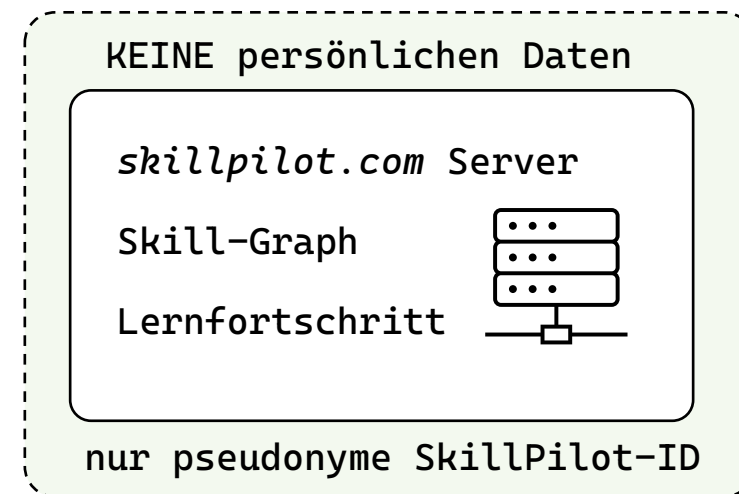 KEINE persönlichen Daten
skillpilot.com Server
Skill-Graph
Lernfortschritt
nur pseudonyme SkillPilot-ID